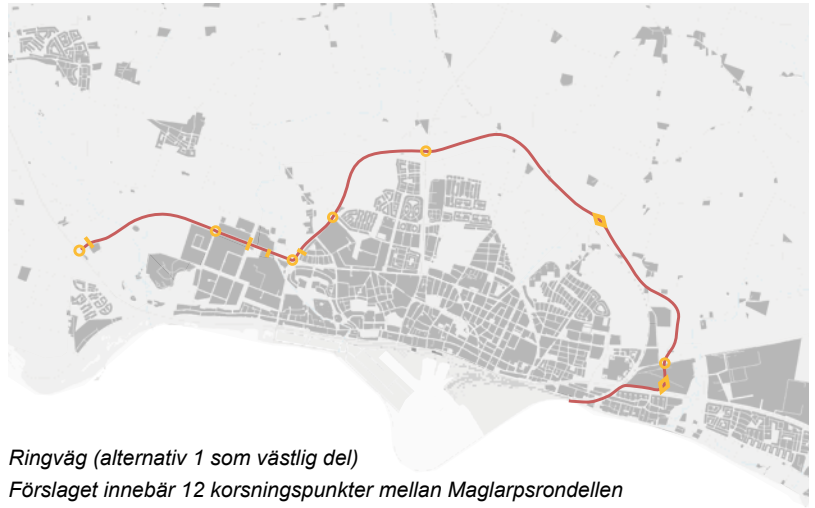 Ringväg (alternativ 1 som västlig del)
Förslaget innebär 12 korsningspunkter mellan Maglarpsrondellen